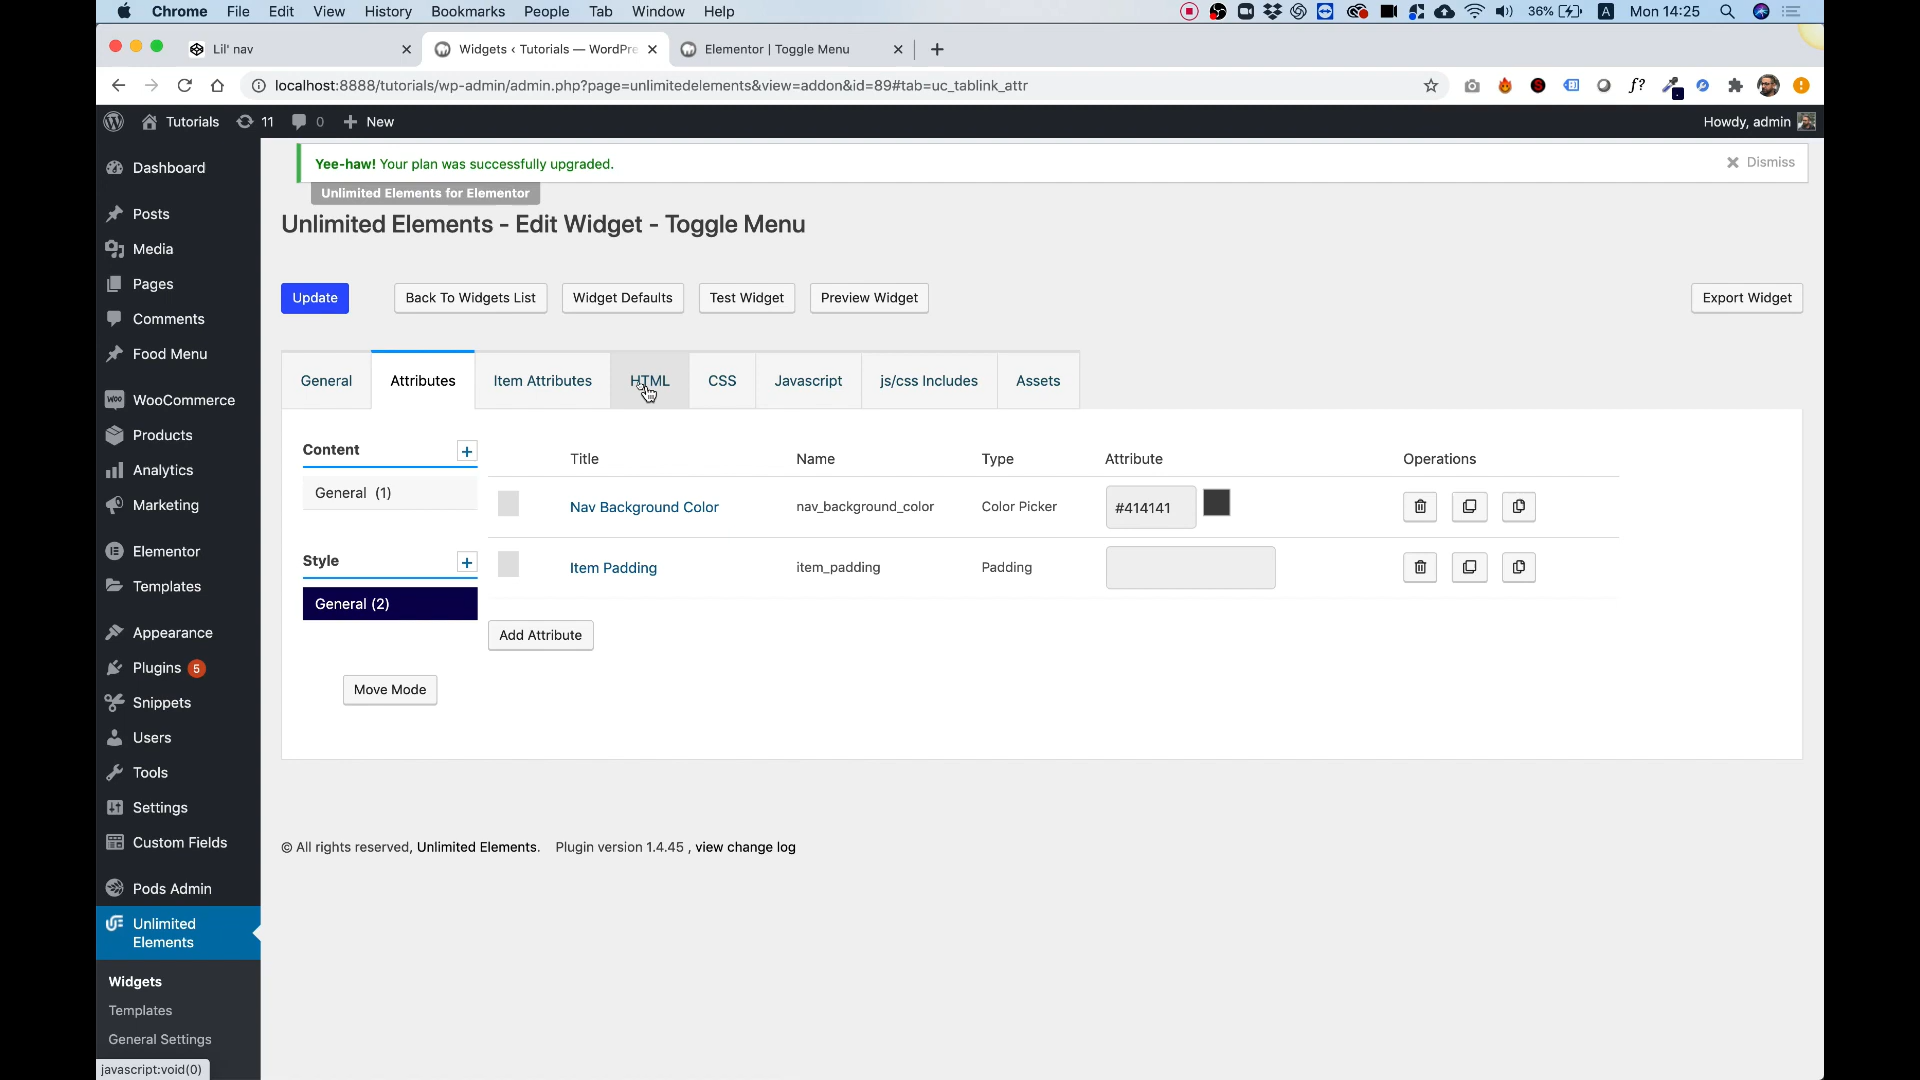 Chrome File Edit View History Bookmarks People Tab Window Help 36% A Mon 14:25
Lil' nav Widgets ‹ Tutorials — WordPre Elementor | Toggle Menu
localhost:8888/tutorials/wp-admin/admin.php?page=unlimitedelements&view=addon&id=89#tab=uc_tablink_attr
Tutorials 11 0 New Howdy, admin
Yee-haw! Your plan was successfully upgraded. Dismiss
Unlimited Elements for Elementor
Unlimited Elements - Edit Widget - Toggle Menu
Update Back To Widgets List Widget Defaults Test Widget Preview Widget Export Widget
General Attributes Item Attributes HTML CSS Javascript js/css Includes Assets
Content +
General (1)
Style +
General (2)
Move Mode
Title Name Type Attribute Operations
Nav Background Color nav_background_color Color Picker #414141
Item Padding item_padding Padding
Add Attribute
© All rights reserved, Unlimited Elements. Plugin version 1.4.45 , view change log
Dashboard
Posts
Media
Pages
Comments
Food Menu
WooCommerce
Products
Analytics
Marketing
Elementor
Templates
Appearance
Plugins 5
Snippets
Users
Tools
Settings
Custom Fields
Pods Admin
Unlimited
Elements
Widgets
Templates
General Settings
javascript:void(0)